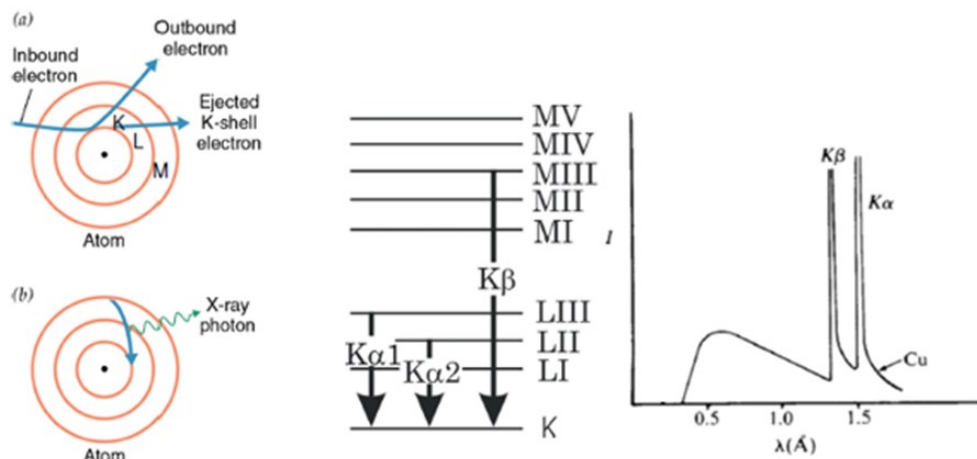 (a)
Outbound
electron
Inbound
electron
K
L
M
Ejected
K-shell
electron
Atom
(b)
X-ray
photon
Atom
MV
MIV
MIII
MII
MI
Kβ
LIII
LII
LI
Kα1
Kα2
K
I
Kβ
Kα
Cu
0.5
1.0
1.5
λ(Å)